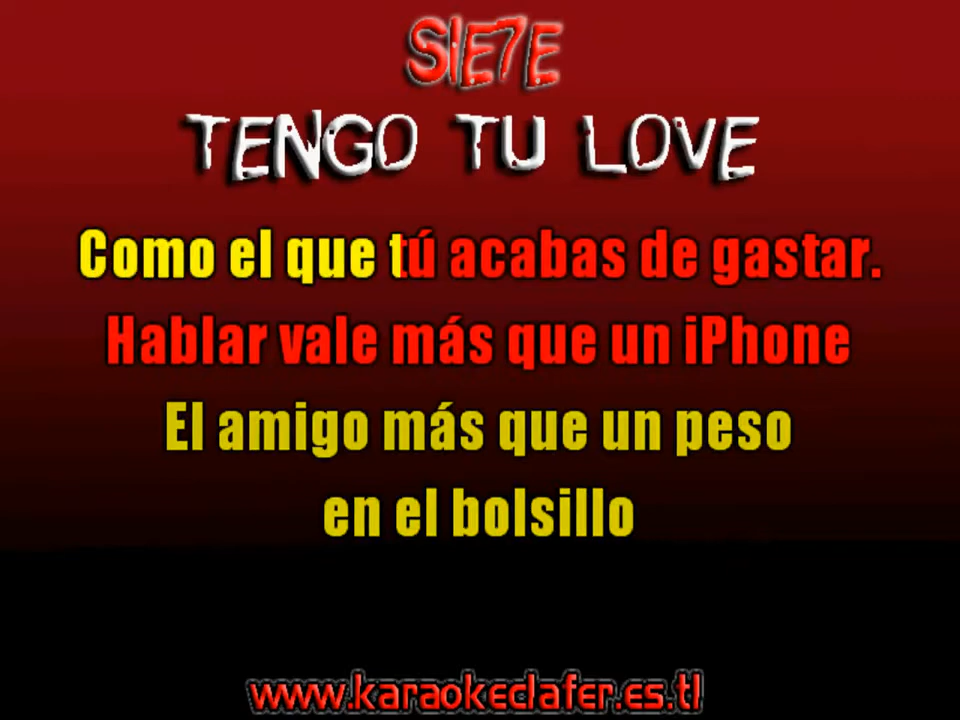 SIE7E
TENGO TU LOVE
Como el que tú acabas de gastar.
Hablar vale más que un iPhone
El amigo más que un peso
en el bolsillo
www.karaokeclafer.es.tl